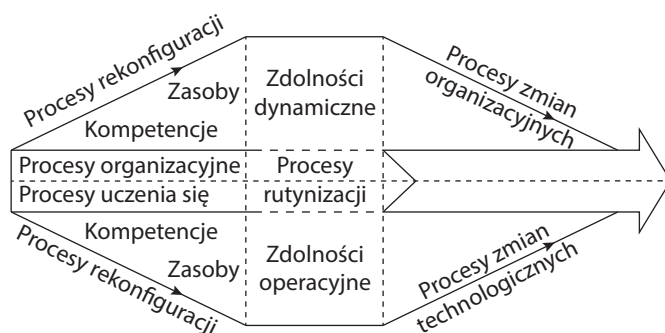 Procesy rekonfiguracji
Zasoby
Kompetencje
Zdolności
dynamiczne
Procesy zmian
organizacyjnych
Procesy organizacyjne
Procesy uczenia się
Procesy
rutynizacji
Kompetencje
Zasoby
Procesy rekonfiguracji
Zdolności
operacyjne
Procesy zmian
technologicznych